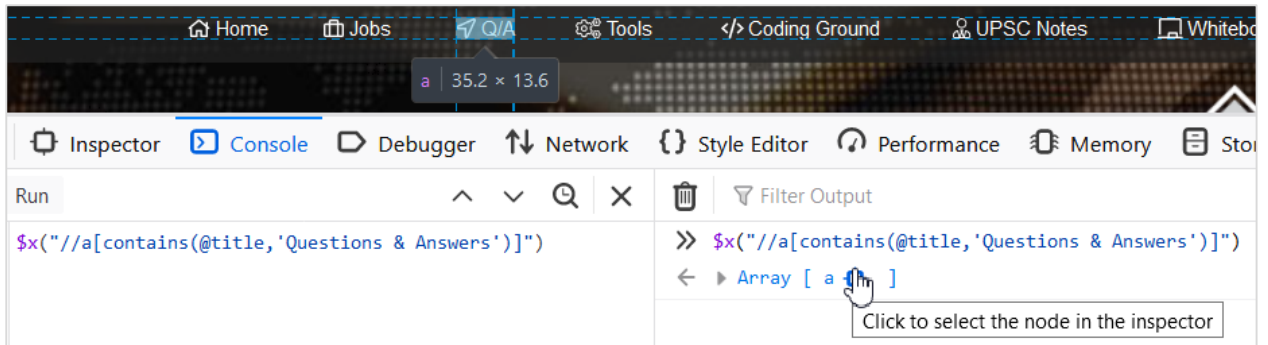 Home Jobs Q/A Tools </> Coding Ground UPSC Notes Whitebo
a 35.2 × 13.6
Inspector Console Debugger Network {} Style Editor Performance Memory Stor
Run Filter Output
$x("//a[contains(@title,'Questions & Answers')]") $x("//a[contains(@title,'Questions & Answers')]")
Array [ a ]
Click to select the node in the inspector